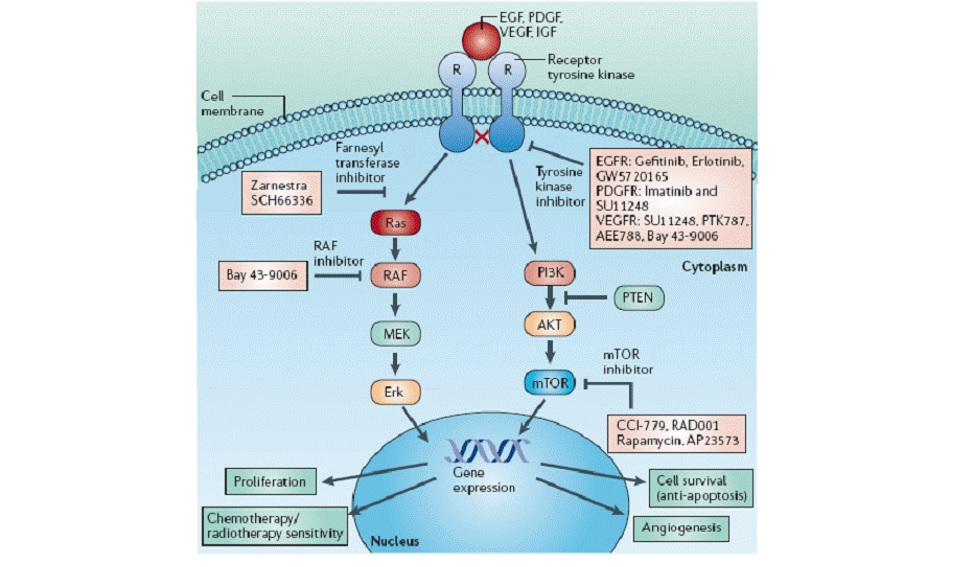 EGF, PDGF,
VEGF, IGF
R
R
Receptor
tyrosine kinase
Cell
membrane
Farnesyl
transferase
inhibitor
Zarnestra
SCH66336
Tyrosine
kinase
inhibitor
EGFR: Gefitinib, Erlotinib,
GW5720165
PDGFR: Imatinib and
SU11248
VEGFR: SU11248, PTK787,
AEE788, Bay 43-9006
Ras
RAF
inhibitor
Bay 43-9006
RAF
Cytoplasm
PI3K
PTEN
MEK
AKT
mTOR
inhibitor
Erk
mTOR
CCI-779, RAD001
Rapamycin, AP23573
Gene
expression
Proliferation
Cell survival
(anti-apoptosis)
Chemotherapy/
radiotherapy sensitivity
Angiogenesis
Nucleus